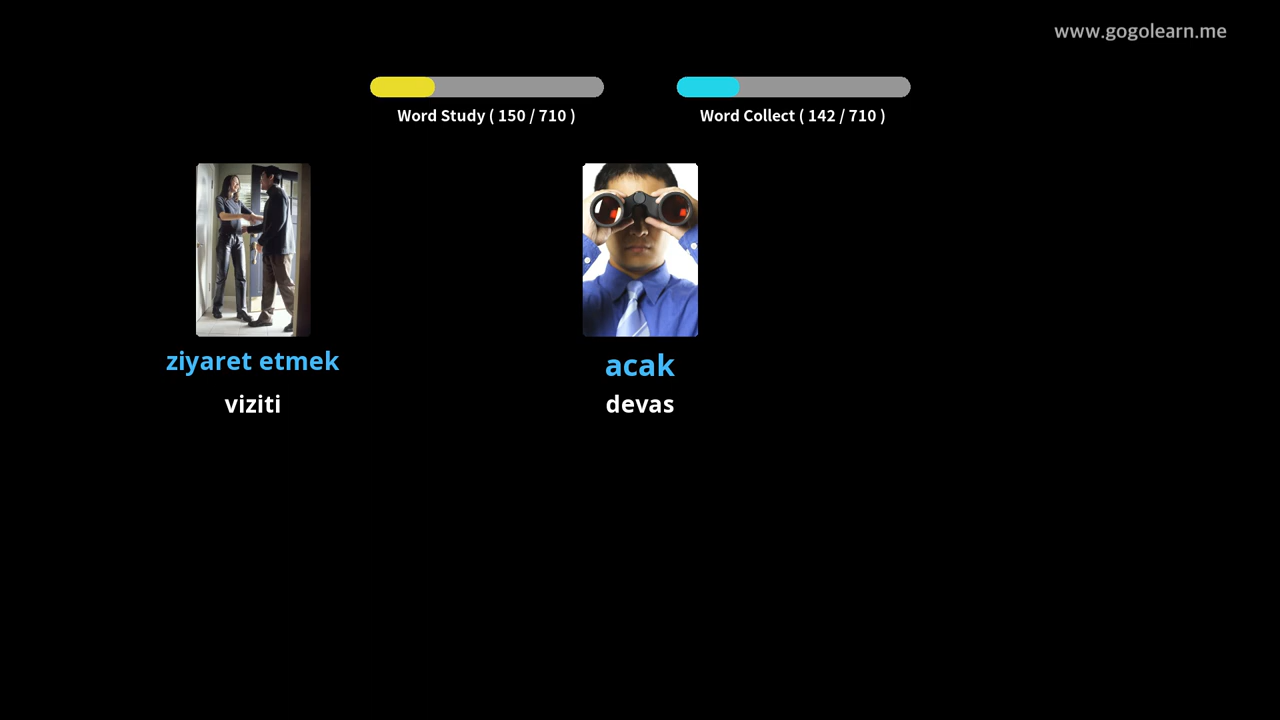 www.gogolearn.me
Word Study ( 150 / 710 )
Word Collect ( 142 / 710 )
ziyaret etmek
acak
viziti
devas